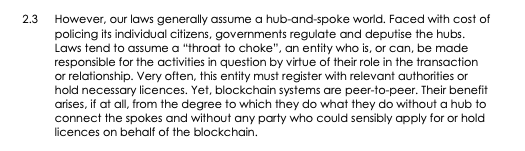 2.3 However, our laws generally assume a hub-and-spoke world. Faced with cost of
policing its individual citizens, governments regulate and deputise the hubs.
Laws tend to assume a “threat to choke”, an entity who is, or can, be made
responsible for the activities in question by virtue of their role in the transaction
or relationship. Very often, this entity must register with relevant authorities or
hold necessary licences. Yet, blockchain systems are peer-to-peer. Their benefit
arises, if at all, from the degree to which they do what they do without a hub to
connect the spokes and without any party who could sensibly apply for or hold
licences on behalf of the blockchain.